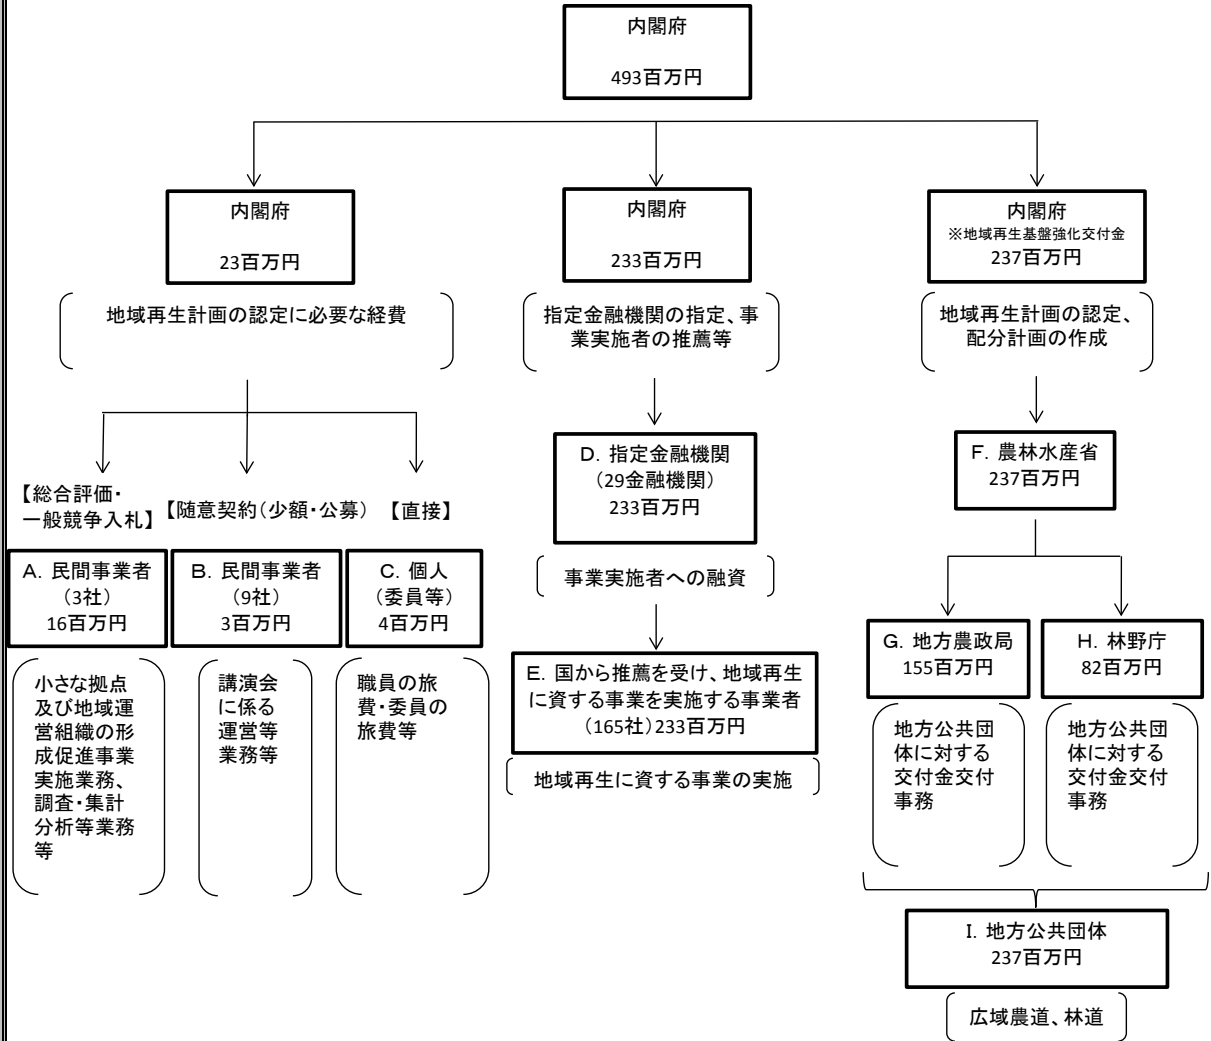 内閣府
493百万円
内閣府
23百万円
地域再生計画の認定に必要な経費
内閣府
233百万円
指定金融機関の指定、事
業実施者の推薦等
内閣府
※地域再生基盤強化交付金
237百万円
地域再生計画の認定、
配分計画の作成
【総合評価・
一般競争入札】
【随意契約(少額・公募)
【直接】
A. 民間事業者
(3社)
16百万円
B. 民間事業者
(9社)
3百万円
C. 個人
(委員等)
4百万円
小さな拠点
及び地域運
営組織の形
成促進事業
実施業務、
調査・集計
分析等業務
等
講演会
に係る
運営等
業務等
職員の旅
費・委員の
旅費等
D. 指定金融機関
(29金融機関)
233百万円
事業実施者への融資
E. 国から推薦を受け、地域再生
に資する事業を実施する事業者
(165社)233百万円
地域再生に資する事業の実施
F. 農林水産省
237百万円
G. 地方農政局
155百万円
H. 林野庁
82百万円
地方公共団
体に対する
交付金交付
事務
地方公共団
体に対する
交付金交付
事務
I. 地方公共団体
237百万円
広域農道、林道